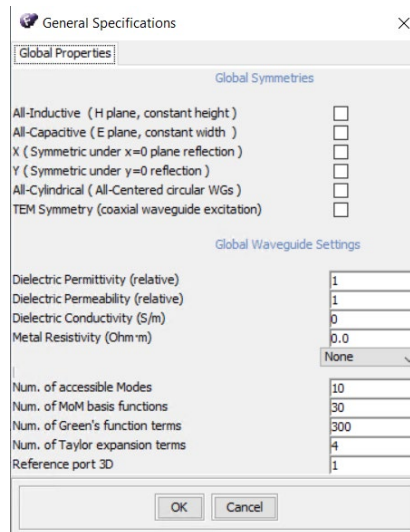 General Specifications
Global Properties
Global Symmetries
All-Inductive ( H plane, constant height )
All-Capacitive ( E plane, constant width )
X ( Symmetric under x=0 plane reflection )
Y ( Symmetric under y=0 reflection )
All-Cylindrical ( All-Centered circular WGs )
TEM Symmetry (coaxial waveguide excitation)
Global Waveguide Settings
Dielectric Permittivity (relative) 1
Dielectric Permeability (relative) 1
Dielectric Conductivity (S/m) 0
Metal Resistivity (Ohm·m) 0.0
None
Num. of accessible Modes 10
Num. of MoM basis functions 30
Num. of Green's function terms 300
Num. of Taylor expansion terms 4
Reference port 3D 1
OK Cancel